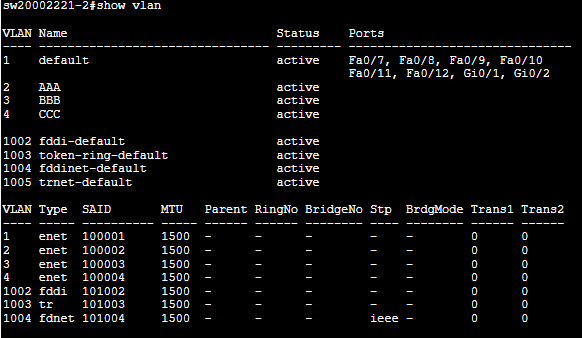 sw20002221-2#show vlan
VLAN Name                             Status    Ports
---- -------------------------------- --------- -------------------------------
1    default                          active    Fa0/7, Fa0/8, Fa0/9, Fa0/10
                                                Fa0/11, Fa0/12, Gi0/1, Gi0/2
2    AAA                              active
3    BBB                              active
4    CCC                              active
1002 fddi-default                     active
1003 token-ring-default               active
1004 fddinet-default                  active
1005 trnet-default                    active
VLAN Type  SAID       MTU   Parent RingNo BridgeNo Stp  BrdgMode Trans1 Trans2
---- ----- ---------- ----- ------ ------ -------- ---- -------- ------ ------
1    enet  100001     1500  -      -      -        -    -        0      0
2    enet  100002     1500  -      -      -        -    -        0      0
3    enet  100003     1500  -      -      -        -    -        0      0
4    enet  100004     1500  -      -      -        -    -        0      0
1002 fddi  101002     1500  -      -      -        -    -        0      0
1003 tr    101003     1500  -      -      -        -    -        0      0
1004 fdnet 101004     1500  -      -      -        ieee -        0      0